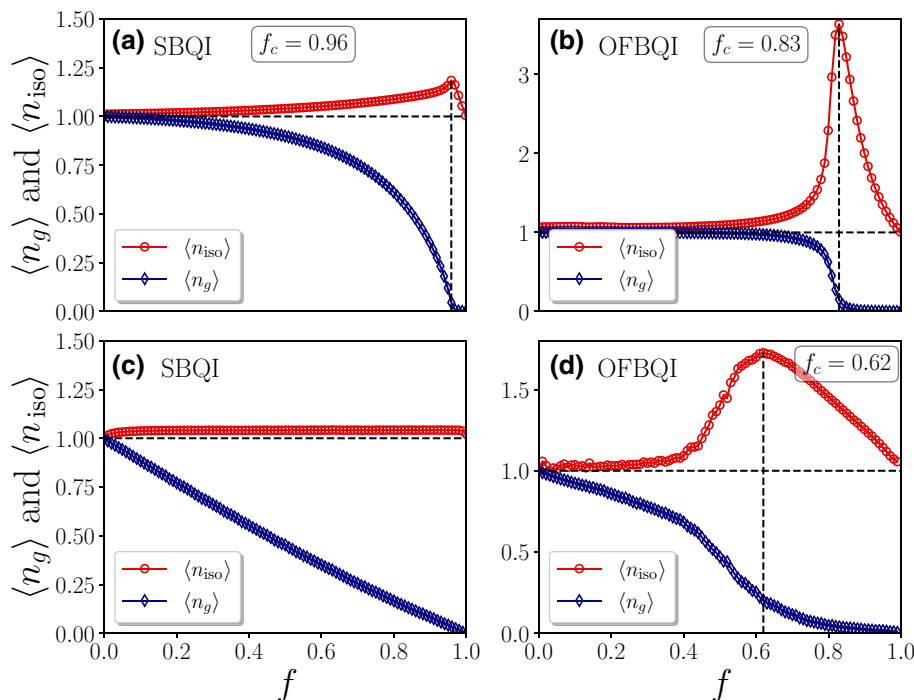 (a) SBQI
f_c = 0.96
⟨n_g⟩ and ⟨n_iso⟩
1.50
1.25
1.00
0.75
0.50
0.25
0.00
⟨n_iso⟩
⟨n_g⟩
(b) OFBQI
f_c = 0.83
3
2
1
0
⟨n_iso⟩
⟨n_g⟩
(c) SBQI
⟨n_g⟩ and ⟨n_iso⟩
1.50
1.25
1.00
0.75
0.50
0.25
0.00
⟨n_iso⟩
⟨n_g⟩
0.0 0.2 0.4 0.6 0.8 1.0
f
(d) OFBQI
f_c = 0.62
1.5
1.0
0.5
0.0
⟨n_iso⟩
⟨n_g⟩
0.0 0.2 0.4 0.6 0.8 1.0
f